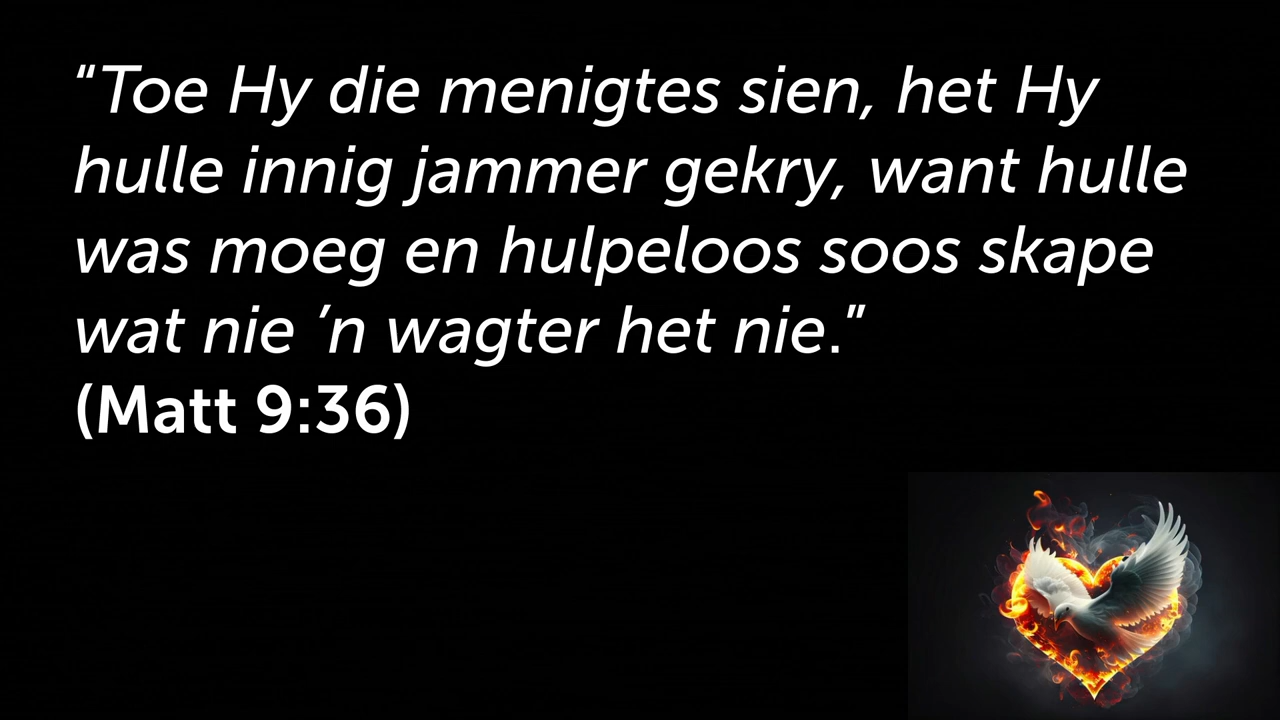 “Toe Hy die menigtes sien, het Hy
hulle innig jammer gekry, want hulle
was moeg en hulpeloos soos skape
wat nie ’n wagter het nie.”
(Matt 9:36)